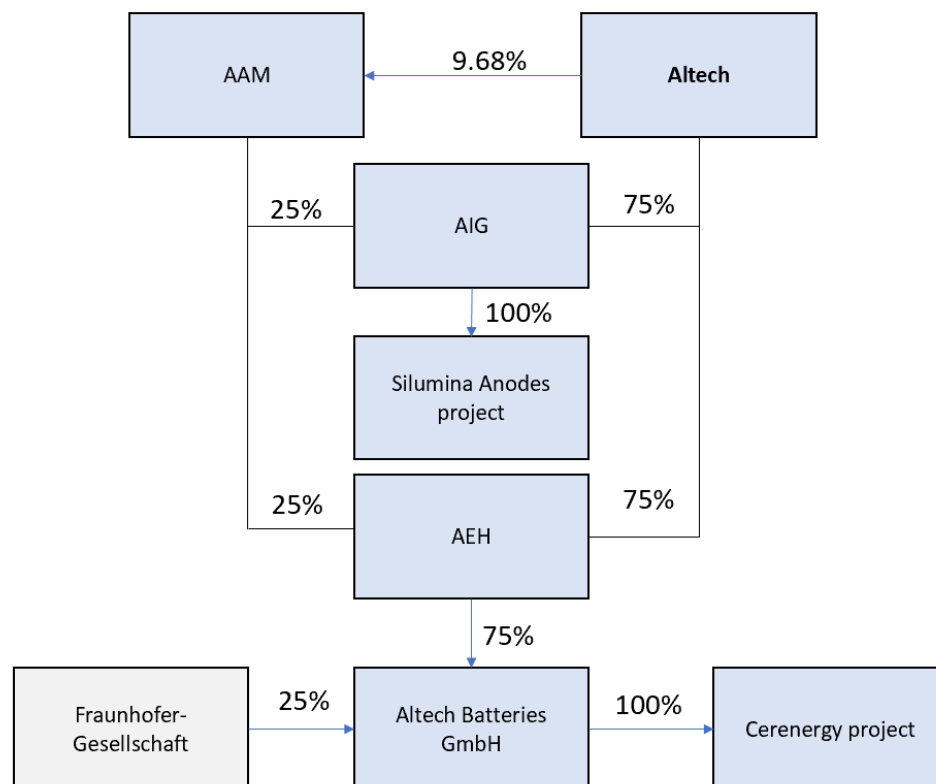 AAM
9.68%
Altech
25%
AIG
75%
100%
Silumina Anodes
project
25%
AEH
75%
75%
Fraunhofer-
Gesellschaft
25%
Altech Batteries
GmbH
100%
Cerenergy project